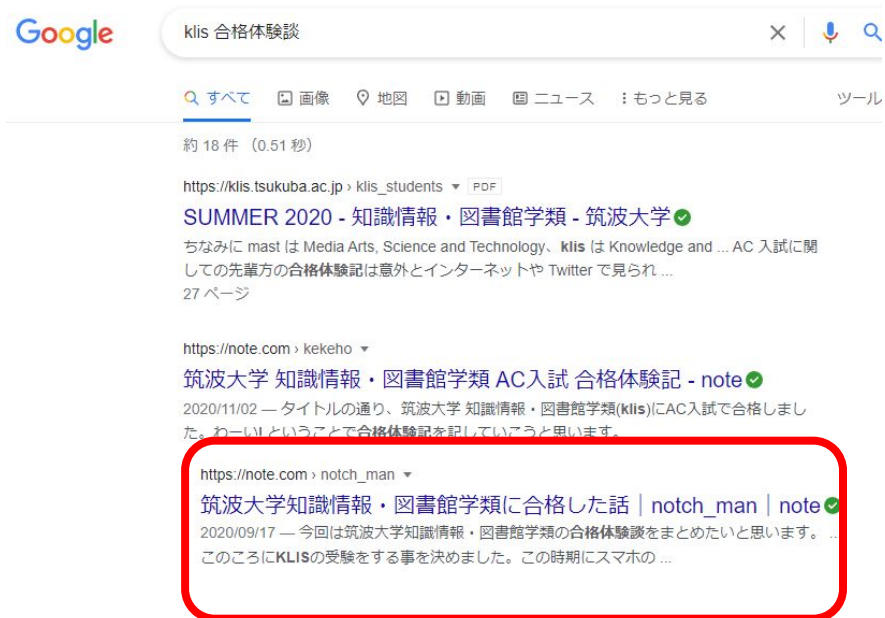 Google
klis 合格体験談
すべて 画像 地図 動画 ニュース もっと見る ツール
約 18 件 （0.51 秒）
https://klis.tsukuba.ac.jp › klis_students PDF
SUMMER 2020 - 知識情報・図書館学類 - 筑波大学
ちなみに mast は Media Arts, Science and Technology、klis は Knowledge and ... AC 入試に関
しての先輩方の合格体験記は意外とインターネットや Twitter で見られ ...
27 ページ
https://note.com › kekeho
筑波大学 知識情報・図書館学類 AC入試 合格体験記 - note
2020/11/02 — タイトルの通り、筑波大学 知識情報・図書館学類(klis)にAC入試で合格しまし
た。わーい! ということで合格体験記を記していこうと思います。
https://note.com › notch_man
筑波大学知識情報・図書館学類に合格した話｜notch_man｜note
2020/09/17 — 今回は筑波大学知識情報・図書館学類の合格体験談をまとめたいと思います。 ...
このころにKLISの受験をする事を決めました。この時期にスマホの ...